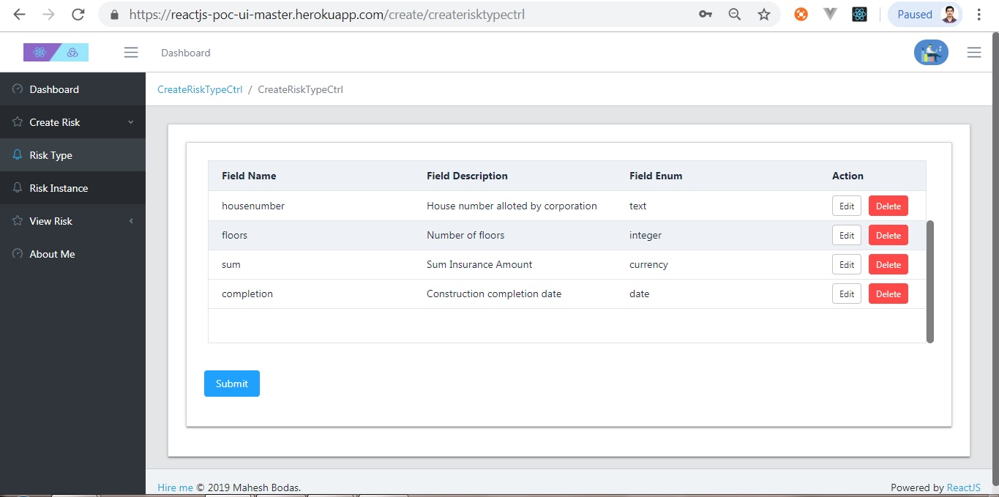 https://reactjs-poc-ui-master.herokuapp.com/create/createrisktypectrl Paused
Dashboard
Dashboard
Create Risk
Risk Type
Risk Instance
View Risk
About Me
CreateRiskTypeCtrl / CreateRiskTypeCtrl
Field Name Field Description Field Enum Action
housenumber House number alloted by corporation text Edit Delete
floors Number of floors integer Edit Delete
sum Sum Insurance Amount currency Edit Delete
completion Construction completion date date Edit Delete
Submit
Hire me © 2019 Mahesh Bodas. Powered by ReactJS